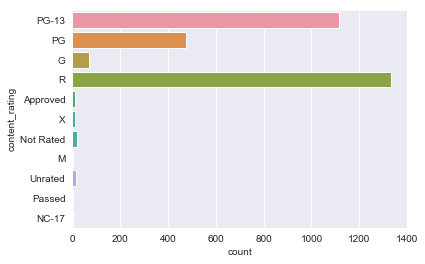 PG-13
PG
G
R
Approved
X
Not Rated
M
Unrated
Passed
NC-17
content_rating
0 200 400 600 800 1000 1200 1400
count